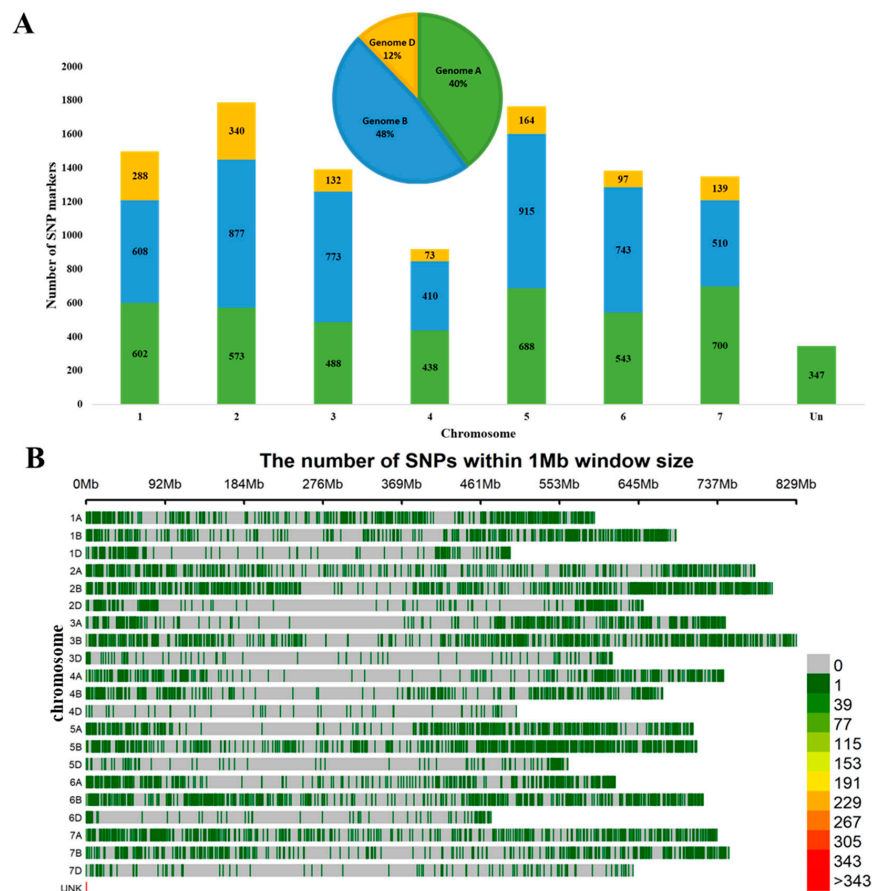 A
Number of SNP markers
2000
1800
1600
1400
1200
1000
800
600
400
200
0
Genome D
12%
Genome A
40%
Genome B
48%
288
608
602
340
877
573
132
773
488
73
410
438
164
915
688
97
743
543
139
510
700
347
1 2 3 4 5 6 7 Un
Chromosome
B
The number of SNPs within 1Mb window size
0Mb 92Mb 184Mb 276Mb 369Mb 461Mb 553Mb 645Mb 737Mb 829Mb
chromosome
1A
1B
1D
2A
2B
2D
3A
3B
3D
4A
4B
4D
5A
5B
5D
6A
6B
6D
7A
7B
7D
UNK
0
1
39
77
115
153
191
229
267
305
343
>343